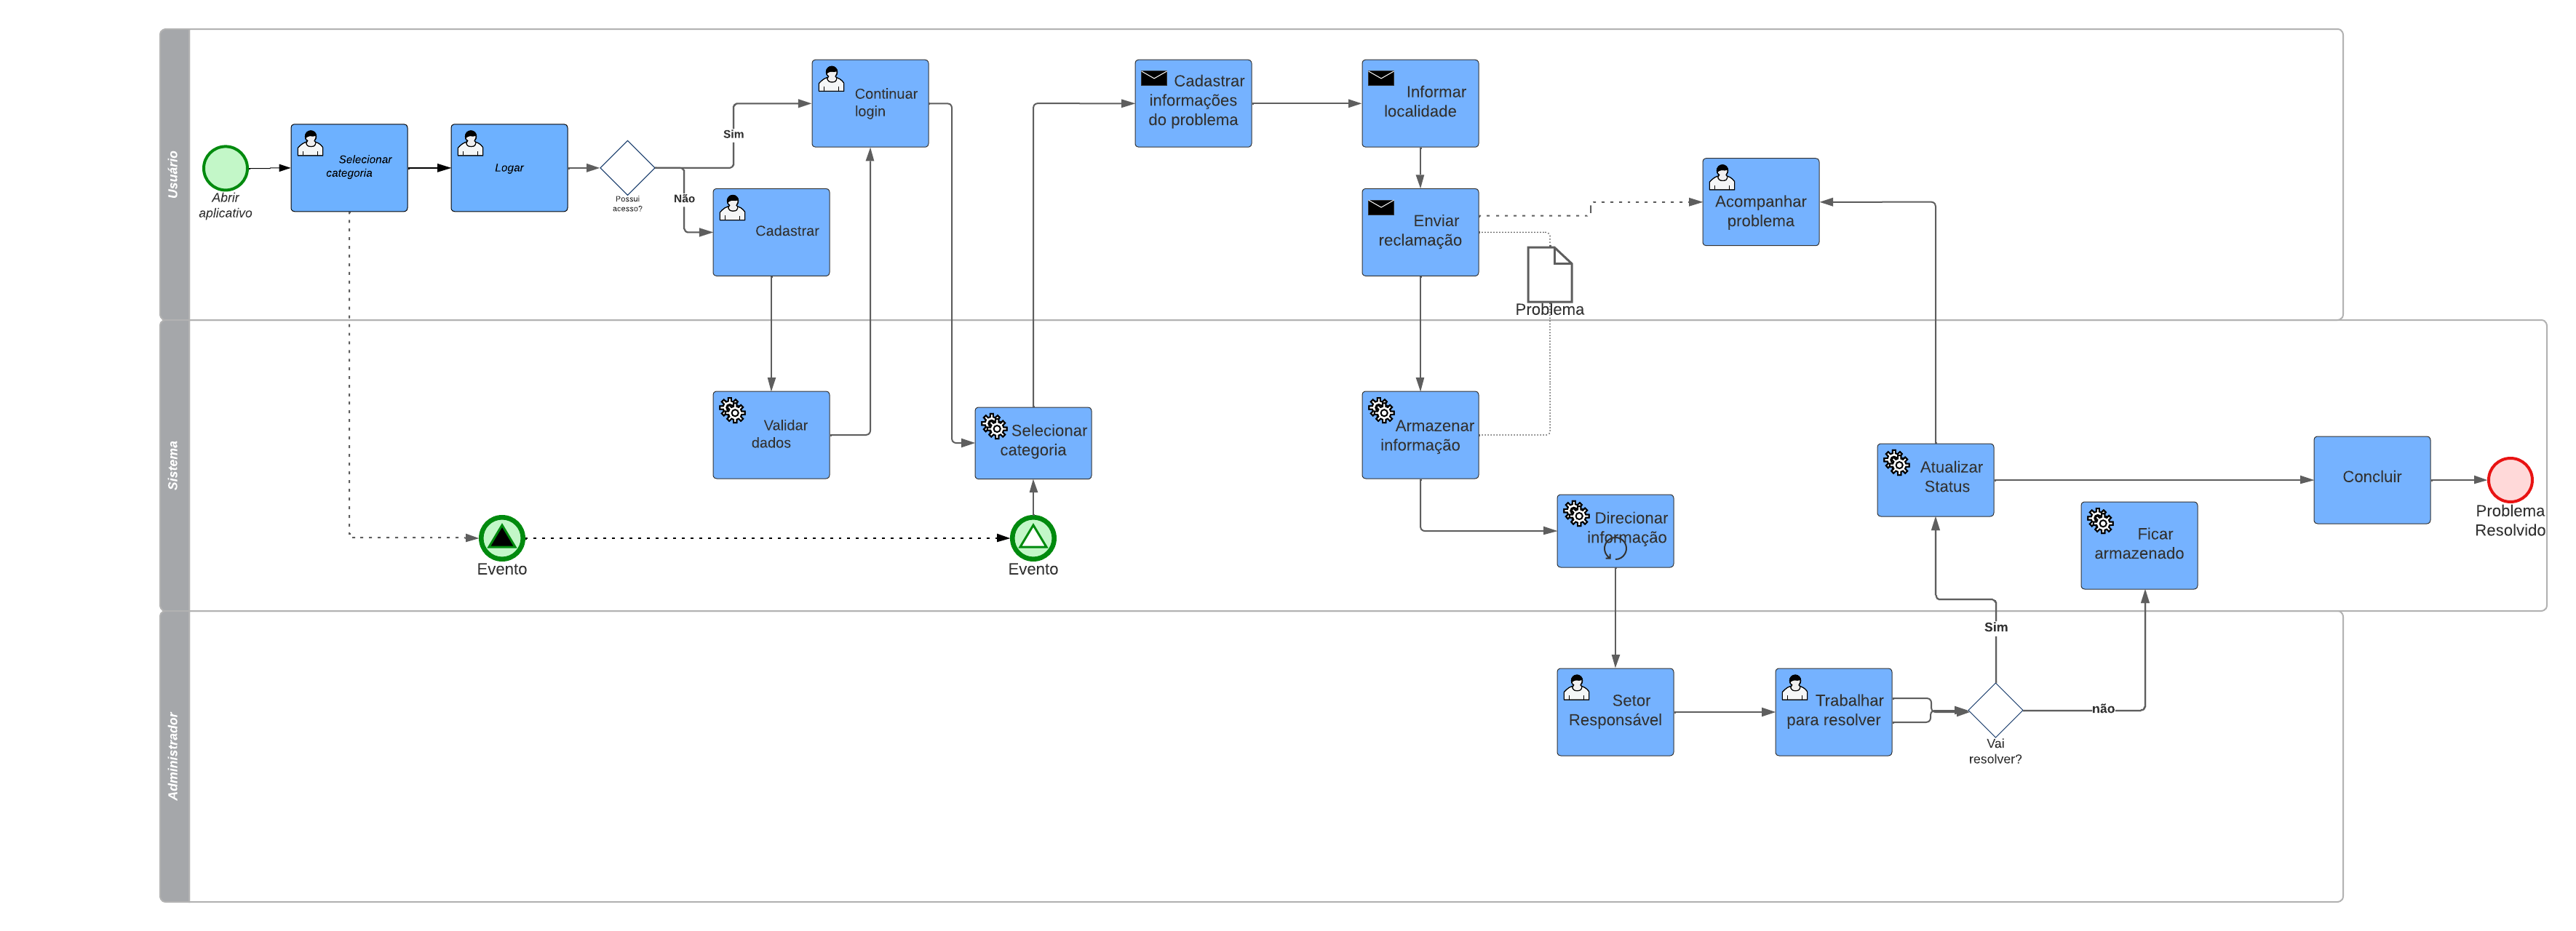 Usuário
Abrir
aplicativo
Selecionar
categoria
Logar
Possui
acesso?
Sim
Não
Continuar
login
Cadastrar
Cadastrar
informações
do problema
Informar
localidade
Enviar
reclamação
Problema
Acompanhar
problema
Sistema
Evento
Validar
dados
Selecionar
categoria
Evento
Armazenar
informação
Direcionar
informação
Atualizar
Status
Ficar
armazenado
Concluir
Problema
Resolvido
Administrador
Setor
Responsável
Trabalhar
para resolver
Vai
resolver?
Sim
não